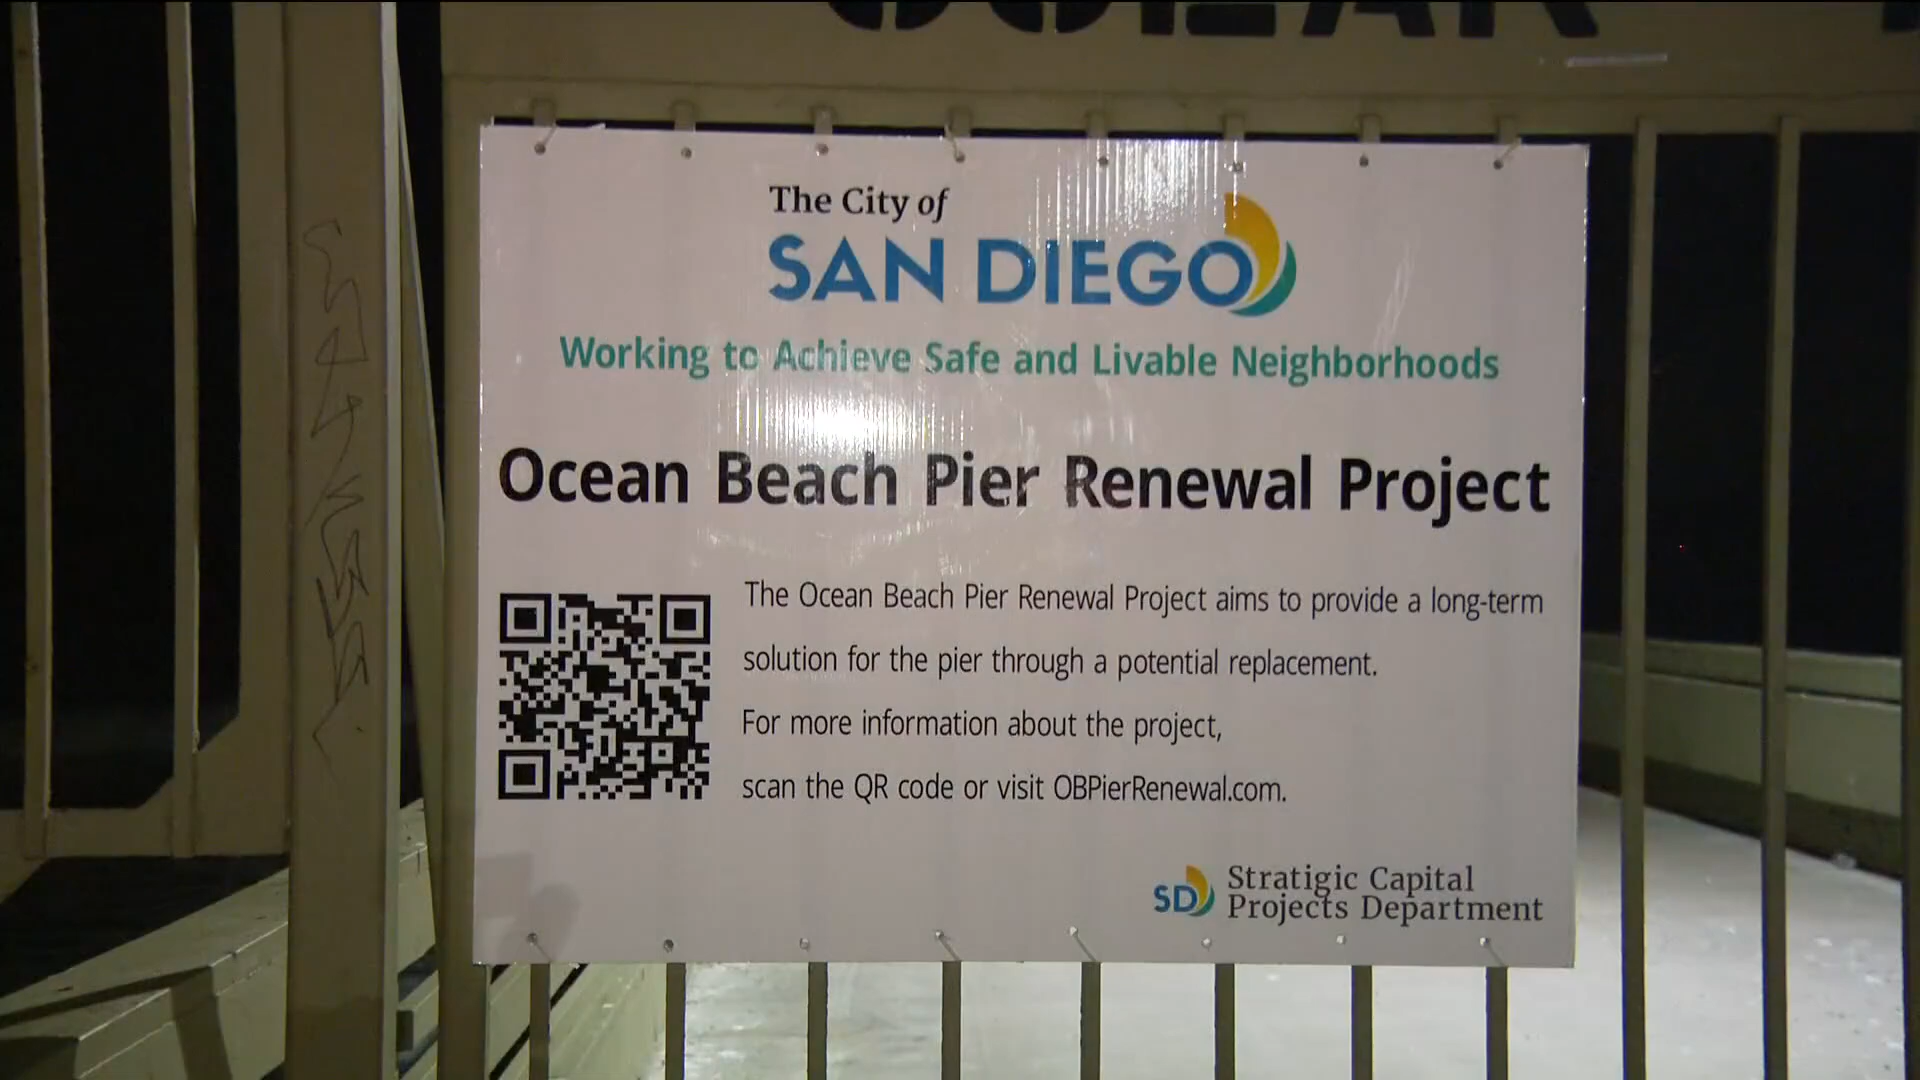 The City of
SAN DIEGO
Working to Achieve Safe and Livable Neighborhoods
Ocean Beach Pier Renewal Project
The Ocean Beach Pier Renewal Project aims to provide a long-term
solution for the pier through a potential replacement.
For more information about the project,
scan the QR code or visit OBPierRenewal.com.
SD
Stratigic Capital
Projects Department